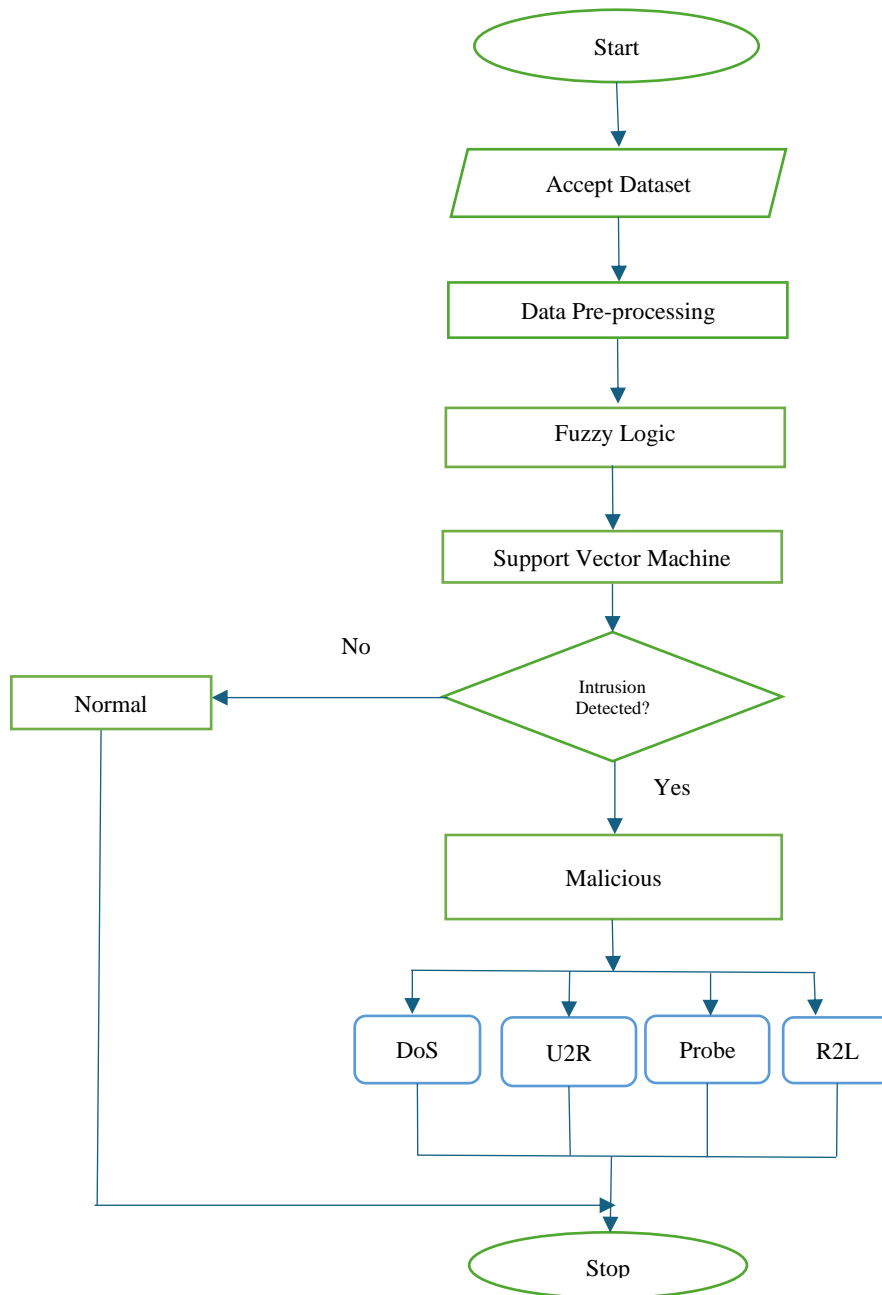 Start
Accept Dataset
Data Pre-processing
Fuzzy Logic
Support Vector Machine
No
Intrusion
Detected?
Normal
Yes
Malicious
DoS
U2R
Probe
R2L
Stop